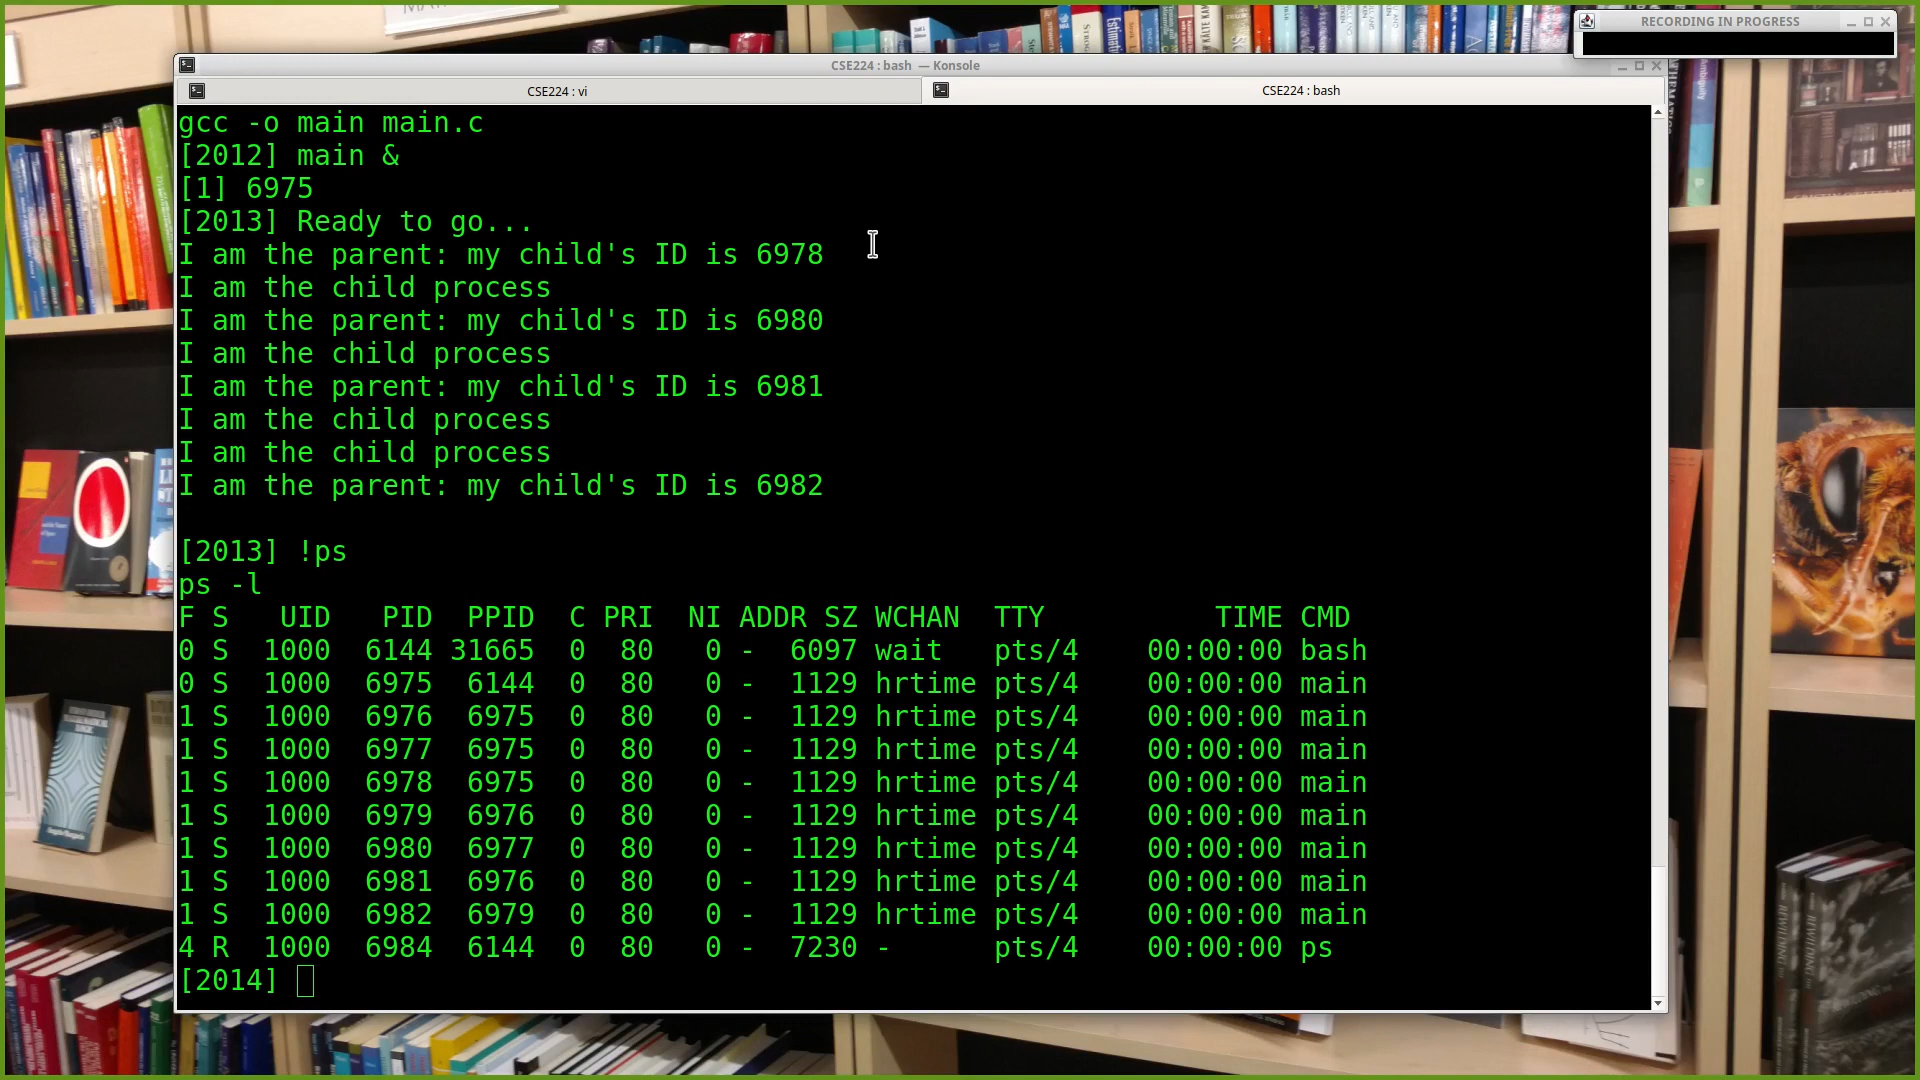 RECORDING IN PROGRESS
CSE224 : bash — Konsole
CSE224 : vi
CSE224 : bash
gcc -o main main.c
[2012] main &
[1] 6975
[2013] Ready to go...
I am the parent: my child's ID is 6978
I am the child process
I am the parent: my child's ID is 6980
I am the child process
I am the parent: my child's ID is 6981
I am the child process
I am the child process
I am the parent: my child's ID is 6982
[2013] !ps
ps -l
F S   UID   PID  PPID  C PRI  NI ADDR SZ WCHAN  TTY          TIME CMD
0 S  1000  6144 31665  0  80   0 -  6097 wait   pts/4    00:00:00 bash
0 S  1000  6975  6144  0  80   0 -  1129 hrtime pts/4    00:00:00 main
1 S  1000  6976  6975  0  80   0 -  1129 hrtime pts/4    00:00:00 main
1 S  1000  6977  6975  0  80   0 -  1129 hrtime pts/4    00:00:00 main
1 S  1000  6978  6975  0  80   0 -  1129 hrtime pts/4    00:00:00 main
1 S  1000  6979  6976  0  80   0 -  1129 hrtime pts/4    00:00:00 main
1 S  1000  6980  6977  0  80   0 -  1129 hrtime pts/4    00:00:00 main
1 S  1000  6981  6976  0  80   0 -  1129 hrtime pts/4    00:00:00 main
1 S  1000  6982  6979  0  80   0 -  1129 hrtime pts/4    00:00:00 main
4 R  1000  6984  6144  0  80   0 -  7230 -      pts/4    00:00:00 ps
[2014]